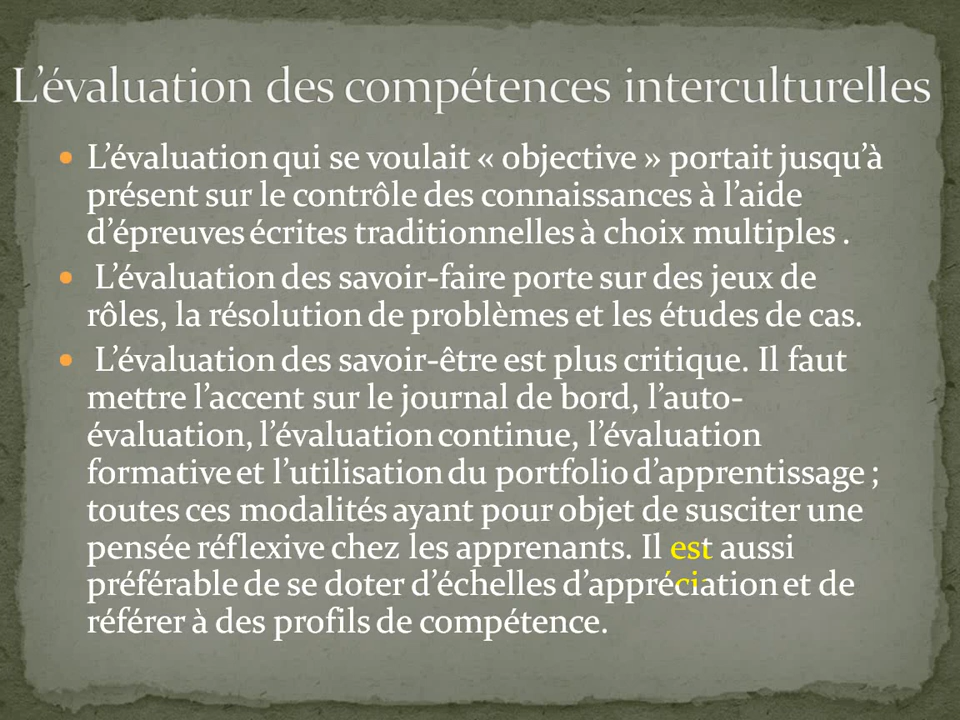 L’évaluation des compétences interculturelles
• L’évaluation qui se voulait « objective » portait jusqu’à
présent sur le contrôle des connaissances à l’aide
d’épreuves écrites traditionnelles à choix multiples .
• L’évaluation des savoir-faire porte sur des jeux de
rôles, la résolution de problèmes et les études de cas.
• L’évaluation des savoir-être est plus critique. Il faut
mettre l’accent sur le journal de bord, l’auto-
évaluation, l’évaluation continue, l’évaluation
formative et l’utilisation du portfolio d’apprentissage ;
toutes ces modalités ayant pour objet de susciter une
pensée réflexive chez les apprenants. Il est aussi
préférable de se doter d’échelles d’appréciation et de
référer à des profils de compétence.